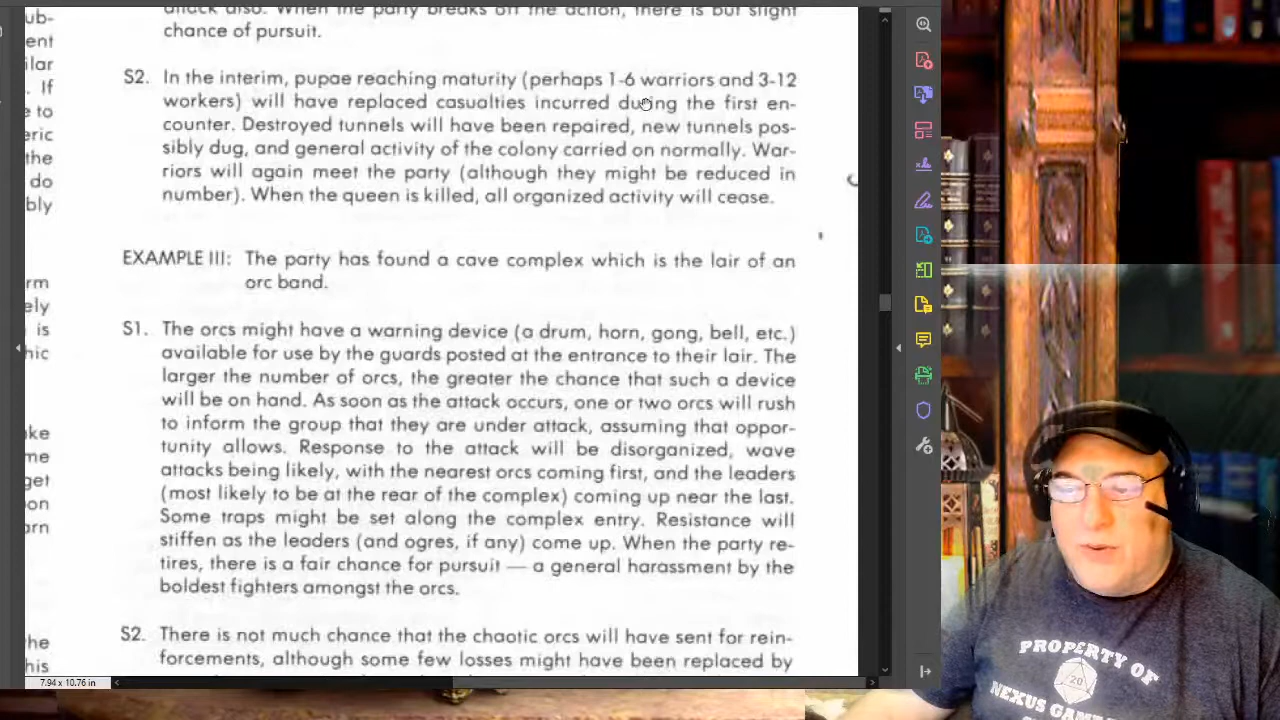 attack also. When the party breaks off the action, there is but slight
chance of pursuit.
S2. In the interim, pupae reaching maturity (perhaps 1-6 warriors and 3-12
workers) will have replaced casualties incurred during the first en-
counter. Destroyed tunnels will have been repaired, new tunnels pos-
sibly dug, and general activity of the colony carried on normally. War-
riors will again meet the party (although they might be reduced in
number). When the queen is killed, all organized activity will cease.
EXAMPLE III: The party has found a cave complex which is the lair of an
orc band.
S1. The orcs might have a warning device (a drum, horn, gong, bell, etc.)
available for use by the guards posted at the entrance to their lair. The
larger the number of orcs, the greater the chance that such a device
will be on hand. As soon as the attack occurs, one or two orcs will rush
to inform the group that they are under attack, assuming that oppor-
tunity allows. Response to the attack will be disorganized, wave
attacks being likely, with the nearest orcs coming first, and the leaders
(most likely to be at the rear of the complex) coming up near the last.
Some traps might be set along the complex entry. Resistance will
stiffen as the leaders (and ogres, if any) come up. When the party re-
tires, there is a fair chance for pursuit — a general harassment by the
boldest fighters amongst the orcs.
S2. There is not much chance that the chaotic orcs will have sent for rein-
forcements, although some few losses might have been replaced by
7.94 x 10.76 in
PROPERTY OF
20
NEXUS GAM